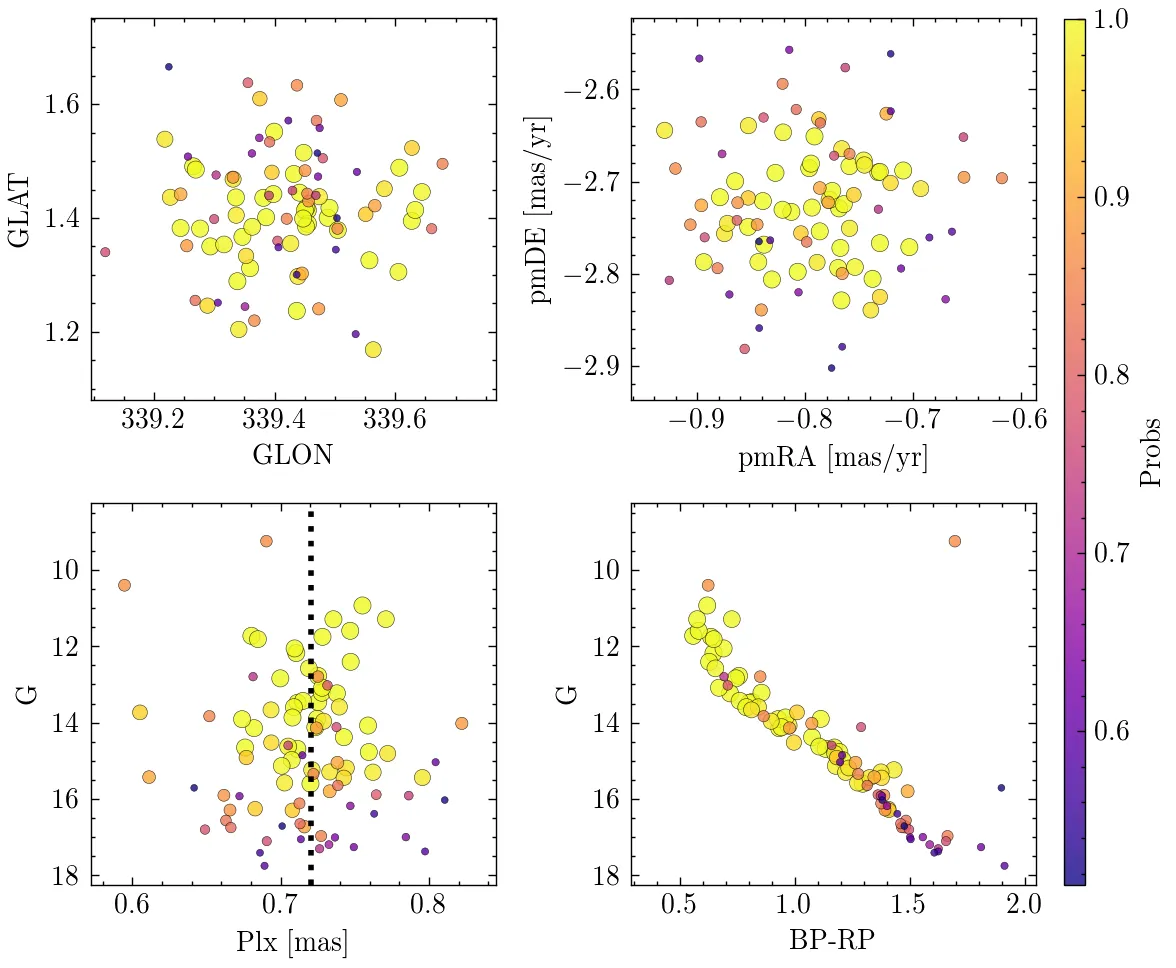 1.6
1.4
1.2
GLAT
339.2 339.4 339.6
GLON
−2.6
−2.7
−2.8
−2.9
pmDE [mas/yr]
−0.9 −0.8 −0.7 −0.6
pmRA [mas/yr]
10
12
14
16
18
G
0.6 0.7 0.8
Plx [mas]
10
12
14
16
18
G
0.5 1.0 1.5 2.0
BP-RP
1.0
0.9
0.8
0.7
0.6
Probs